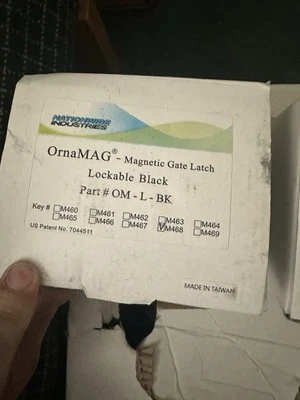 NATIONWIDE
INDUSTRIES
OrnaMAG® - Magnetic Gate Latch
Lockable Black
Part # OM - L - BK
Key # □M460 □M461 □M462 □M463 □M464
□M465 □M466 □M467 ☑M468 □M469
US Patent No. 7044511
MADE IN TAIWAN